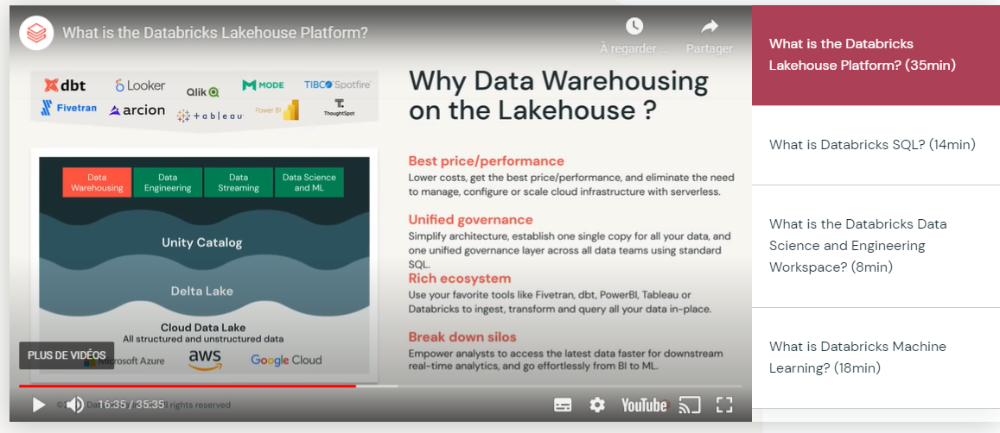 What is the Databricks Lakehouse Platform?
À regarder ...
Partager
dbt
Looker
Qlik
MODE
TIBCO Spotfire
Fivetran
arcion
+ a b l e a u
Power BI
ThoughtSpot
Why Data Warehousing
on the Lakehouse ?
Data
Warehousing
Data
Engineering
Data
Streaming
Data Science
and ML
Unity Catalog
Delta Lake
Cloud Data Lake
All structured and unstructured data
PLUS DE VIDÉOS
Microsoft Azure
aws
Google Cloud
Best price/performance
Lower costs, get the best price/performance, and eliminate the need
to manage, configure or scale cloud infrastructure with serverless.
Unified governance
Simplify architecture, establish one single copy for all your data, and
one unified governance layer across all data teams using standard
SQL.
Rich ecosystem
Use your favorite tools like Fivetran, dbt, PowerBI, Tableau or
Databricks to ingest, transform and query all your data in-place.
Break down silos
Empower analysts to access the latest data faster for downstream
real-time analytics, and go effortlessly from BI to ML.
16:35 / 35:35
rights reserved
YouTube
What is the Databricks
Lakehouse Platform? (35min)
What is Databricks SQL? (14min)
What is the Databricks Data
Science and Engineering
Workspace? (8min)
What is Databricks Machine
Learning? (18min)